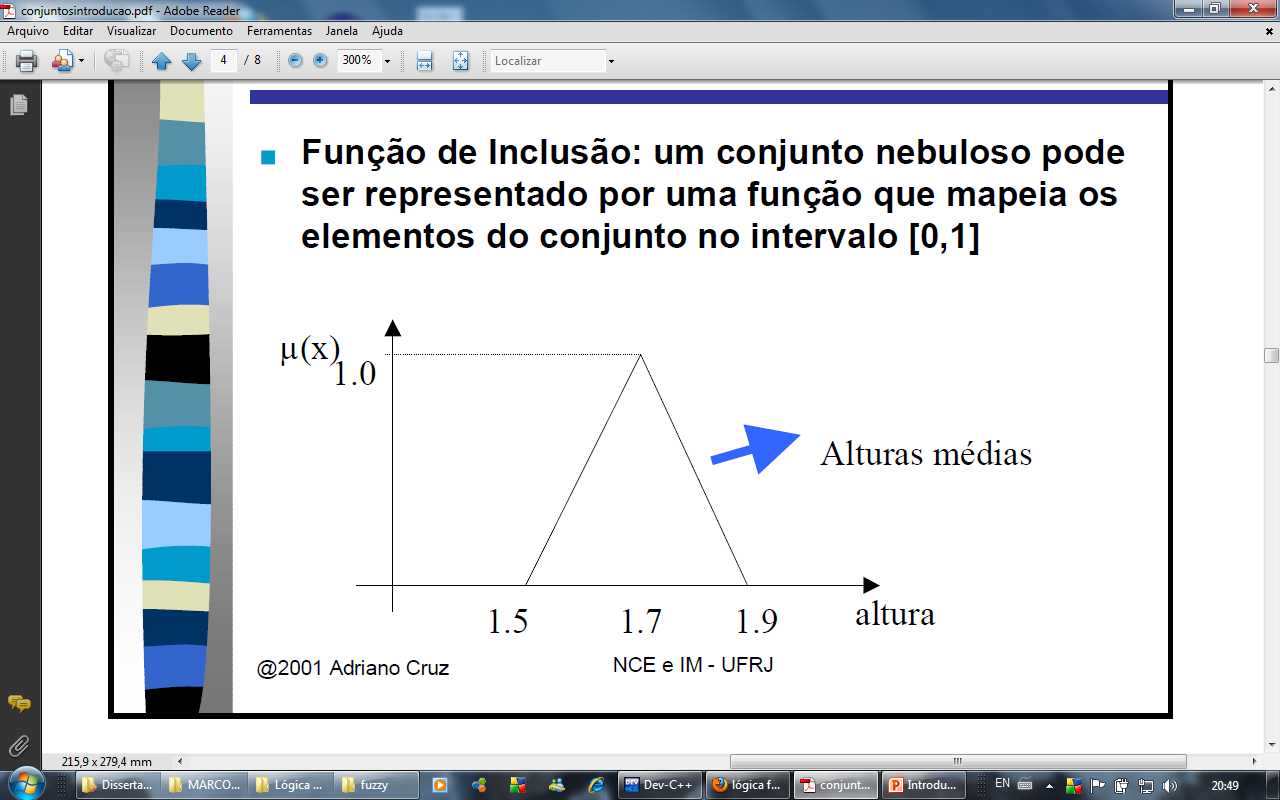 conjuntosintroducao.pdf - Adobe Reader
Arquivo Editar Visualizar Documento Ferramentas Janela Ajuda
4 / 8 300% Localizar
Função de Inclusão: um conjunto nebuloso pode
ser representado por uma função que mapeia os
elementos do conjunto no intervalo [0,1]
µ(x)
1.0
Alturas médias
1.5 1.7 1.9 altura
@2001 Adriano Cruz NCE e IM - UFRJ
215,9 x 279,4 mm
Disserta... MARCO... Lógica ... fuzzy Dev-C++ lógica f... conjunt... Introdu... EN 20:49